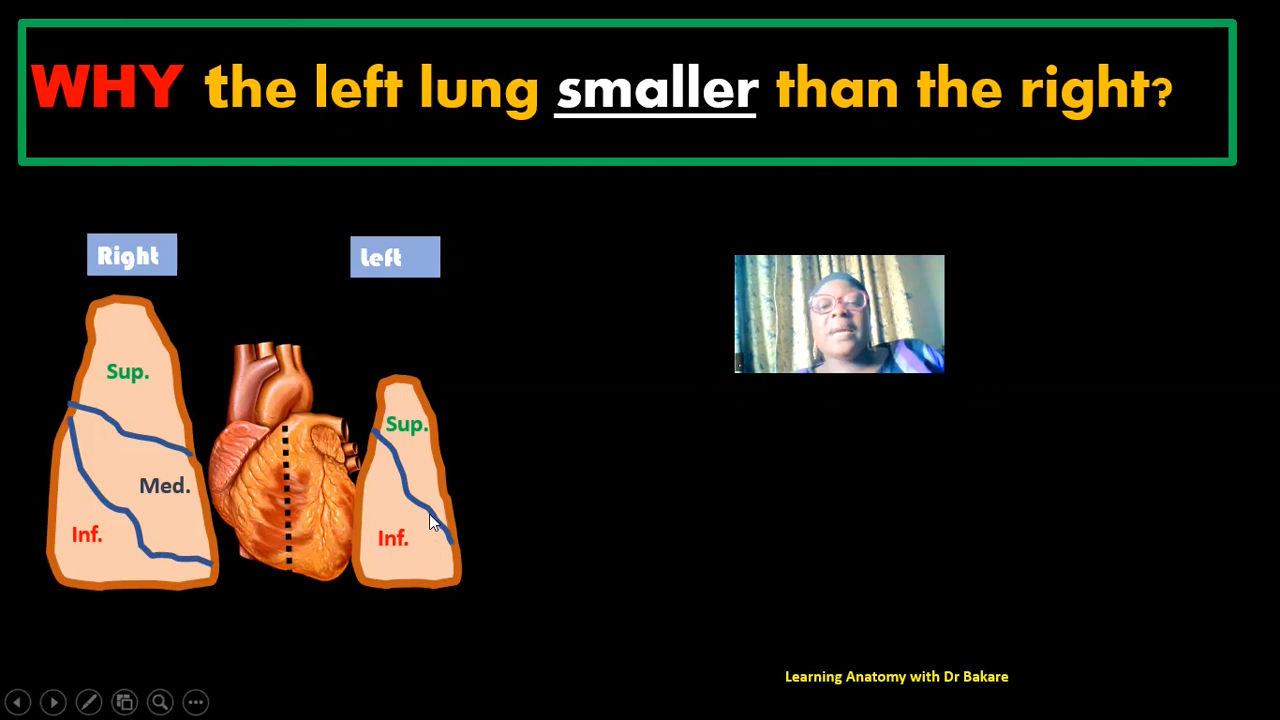 WHY the left lung smaller than the right?
Right
Left
Sup.
Sup.
Med.
Inf.
Inf.
Learning Anatomy with Dr Bakare